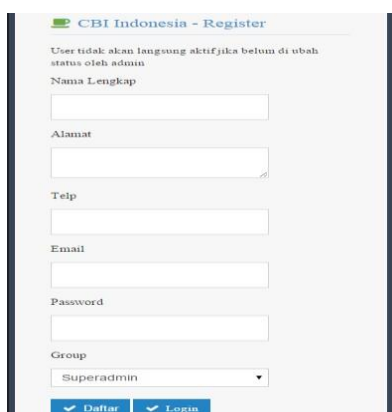 CBI Indonesia - Register
User tidak akan langsung aktif jika belum di ubah
status oleh admin
Nama Lengkap
Alamat
Telp
Email
Password
Group
Superadmin
Daftar
Login